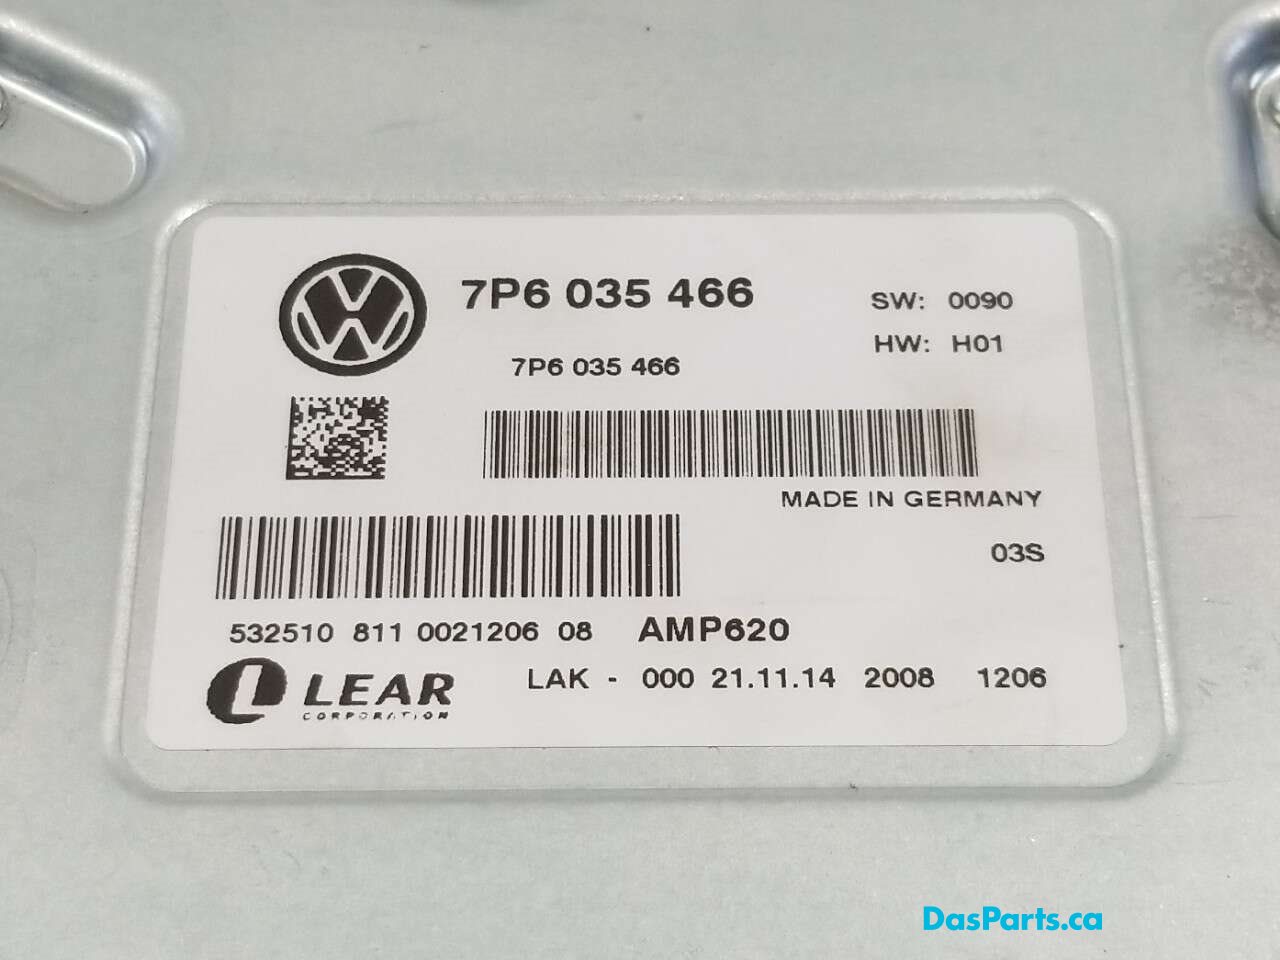 7P6 035 466
SW: 0090
HW: H01
7P6 035 466
MADE IN GERMANY
03S
532510 811 0021206 08 AMP620
LEAR
CORPORATION
LAK - 000 21.11.14 2008 1206
DasParts.ca